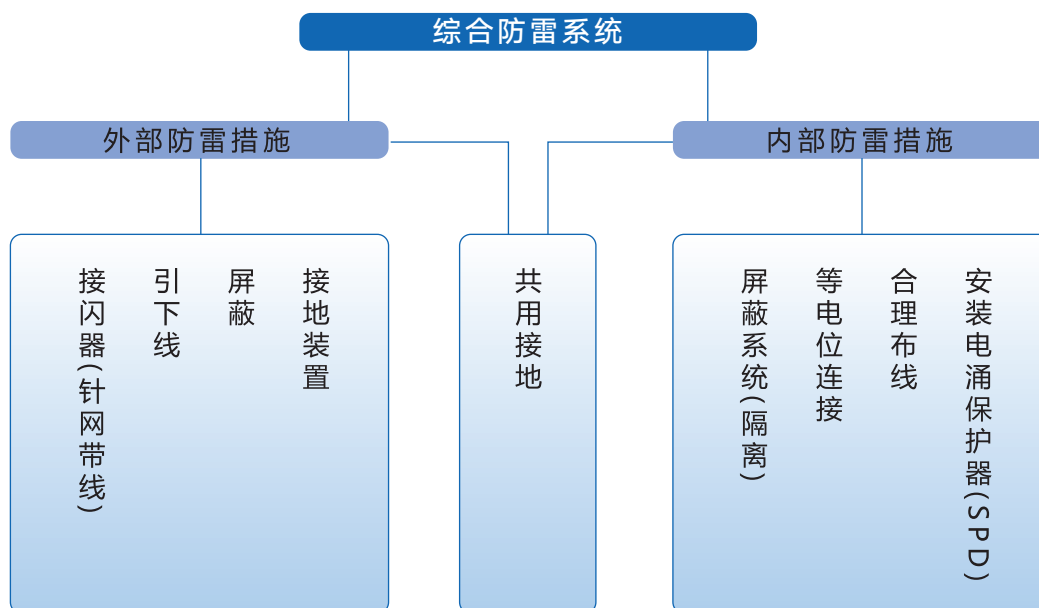 综合防雷系统
外部防雷措施
内部防雷措施
接闪器(针网带线)
引下线
屏蔽
接地装置
共用接地
屏蔽系统(隔离)
等电位连接
合理布线
安装电涌保护器(SPD)